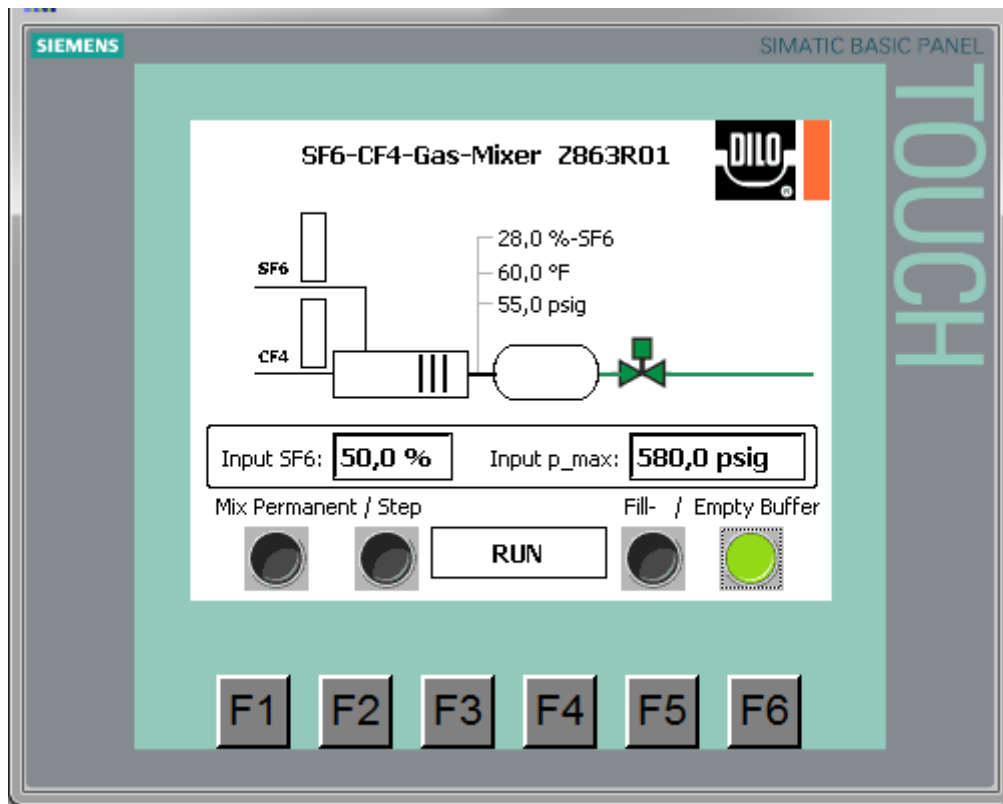 SIEMENS
SIMATIC BASIC PANEL
TOUCH
SF6-CF4-Gas-Mixer Z863R01
DILO
®
28,0 %-SF6
SF6
60,0 °F
55,0 psig
CF4
Input SF6: 50,0 % Input p_max: 580,0 psig
Mix Permanent / Step Fill- / Empty Buffer
RUN
F1 F2 F3 F4 F5 F6